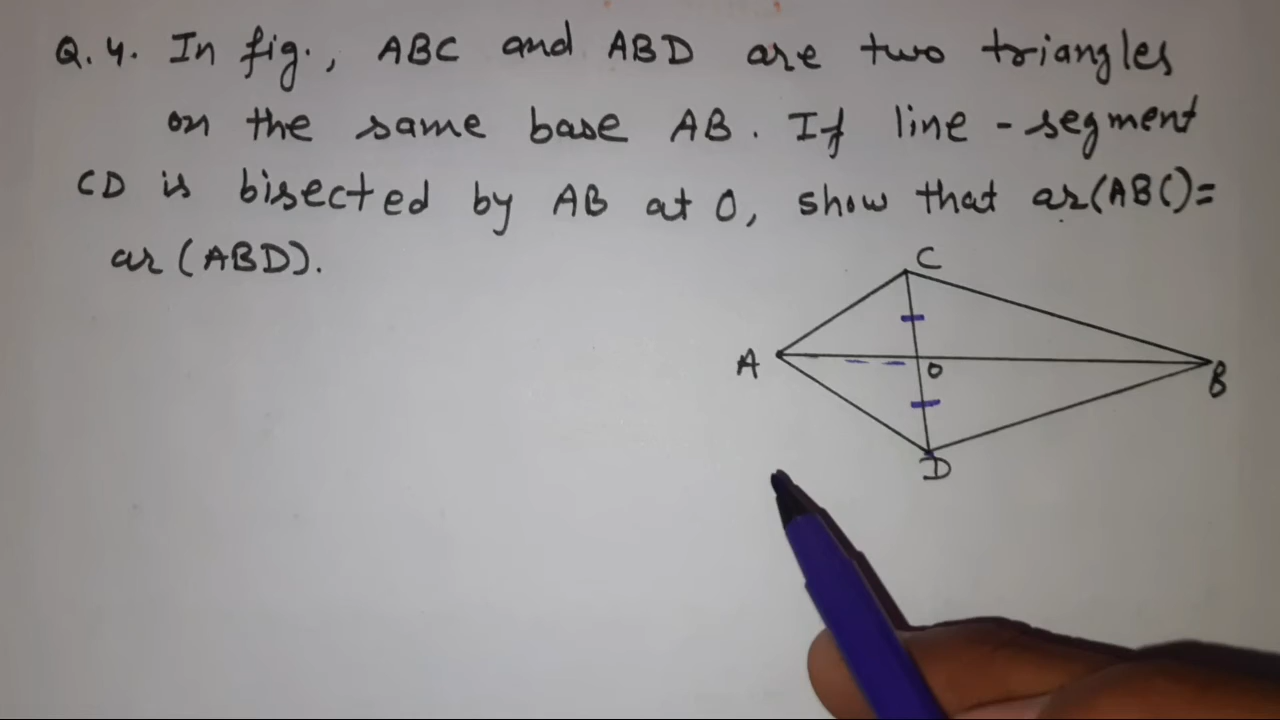 Q.4. In fig., ABC and ABD are two triangles
on the same base AB. If line-segment
CD is bisected by AB at O, show that ar(ABC)=
ar(ABD).
C
A
O
B
D